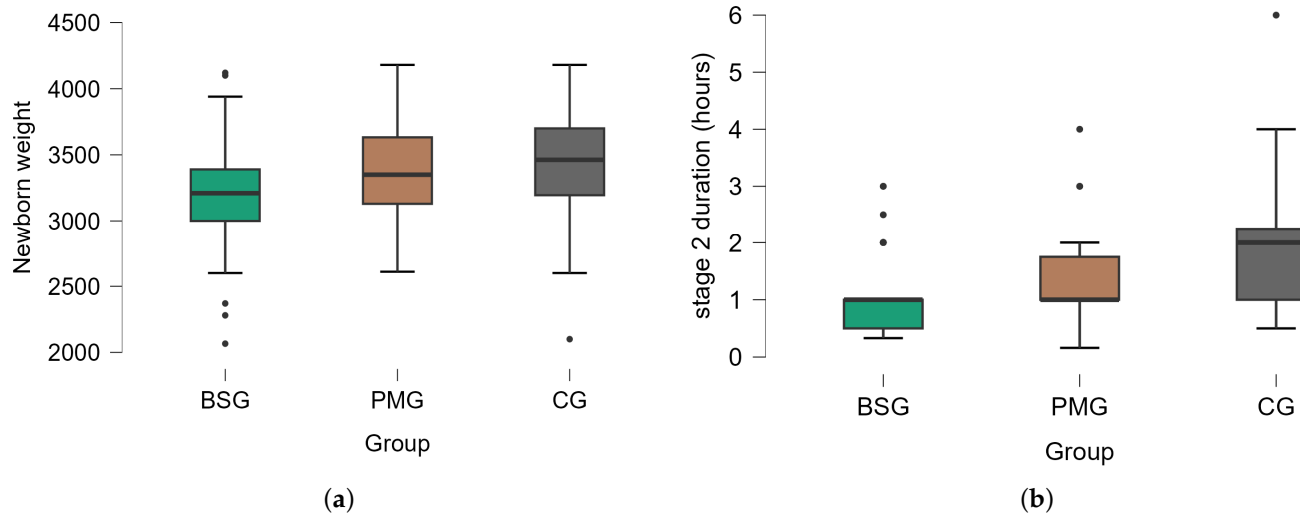 Newborn weight
4500
4000
3500
3000
2500
2000
BSG PMG CG
Group
(a)
stage 2 duration (hours)
6
5
4
3
2
1
0
BSG PMG CG
Group
(b)